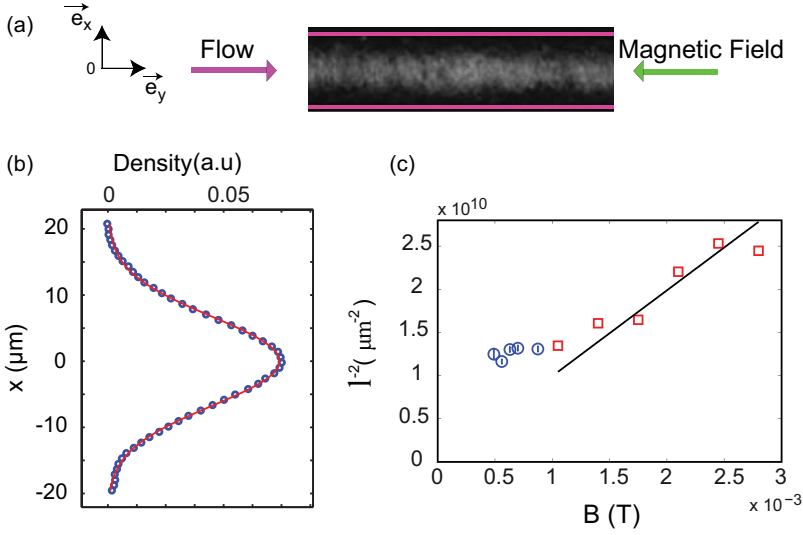 (a)
e_x
0
e_y
Flow
Magnetic Field
(b)
Density(a.u)
0 0.05
20
10
0
-10
-20
x (µm)
(c)
x 10^10
2.5
2
1.5
1
0.5
0
l^-2( µm^-2)
0 0.5 1 1.5 2 2.5 3
x 10^-3
B (T)